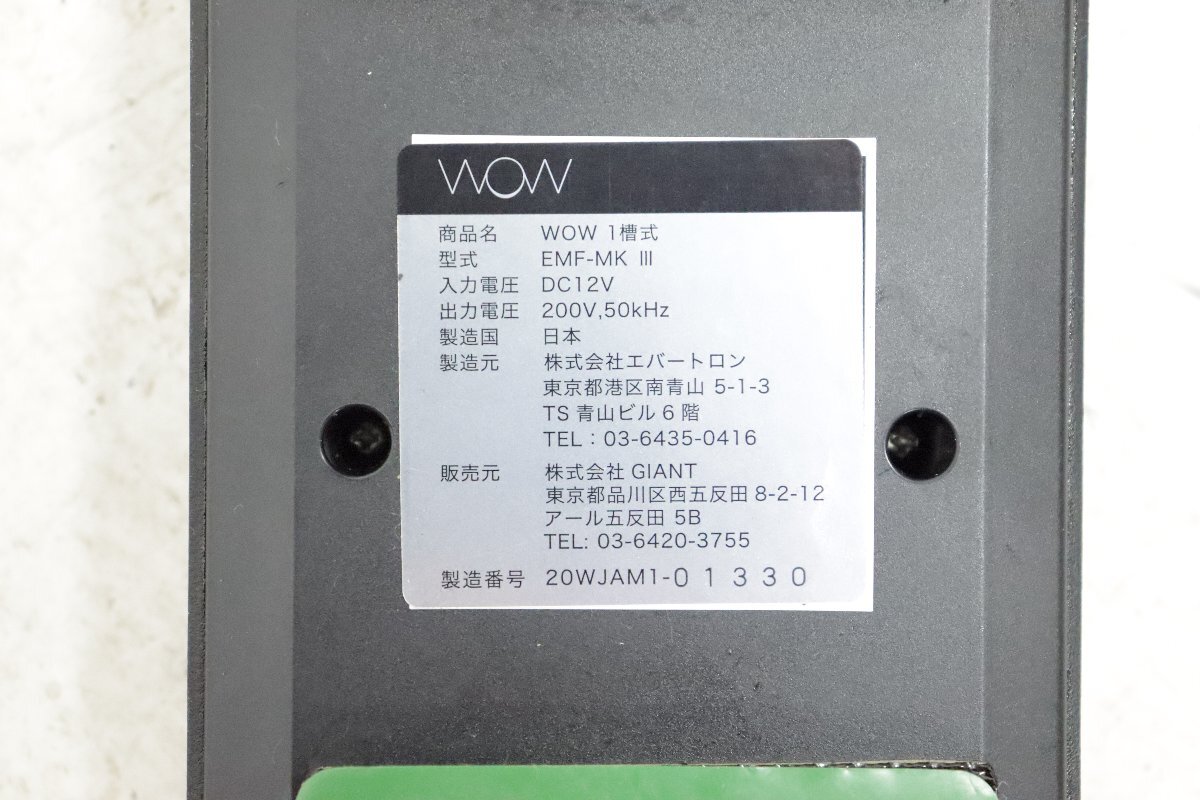 WOW
商品名 WOW 1槽式
型式 EMF-MK Ⅲ
入力電圧 DC12V
出力電圧 200V,50kHz
製造国 日本
製造元 株式会社エバートロン
東京都港区南青山 5-1-3
TS 青山ビル 6 階
TEL：03-6435-0416
販売元 株式会社 GIANT
東京都品川区西五反田 8-2-12
アール五反田 5B
TEL: 03-6420-3755
製造番号 20WJAM1-01330